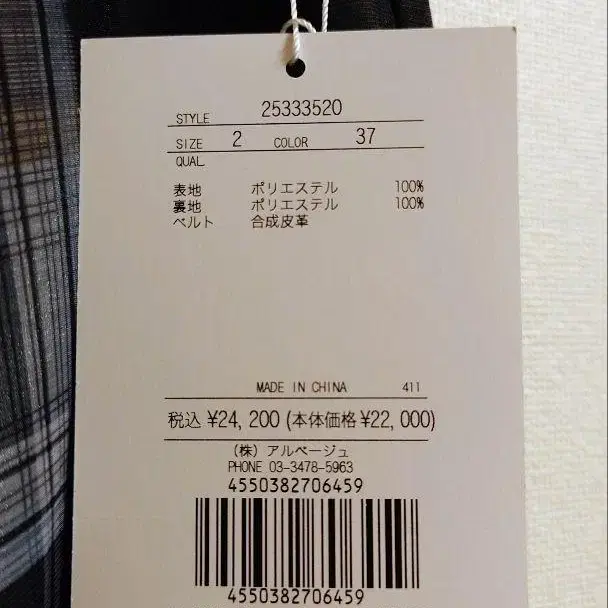 STYLE 25333520
SIZE 2 COLOR 37
QUAL
表地 ポリエステル 100%
裏地 ポリエステル 100%
ベルト 合成皮革
MADE IN CHINA 411
税込 ¥24,200 (本体価格 ¥22,000)
(株) アルページュ
PHONE 03-3478-5963
4550382706459
4550382706459